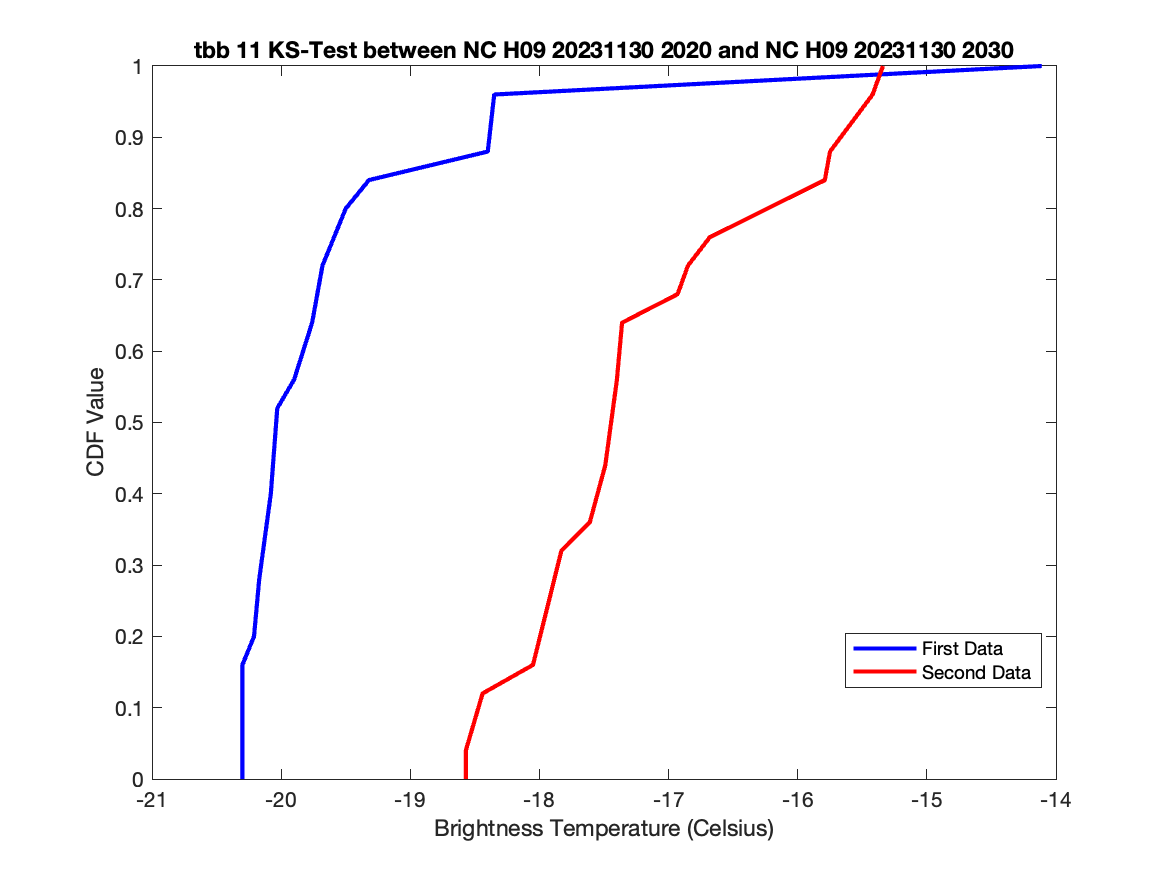 tbb 11 KS-Test between NC H09 20231130 2020 and NC H09 20231130 2030
1
0.9
0.8
0.7
0.6
0.5
0.4
0.3
0.2
0.1
0
CDF Value
First Data
Second Data
-21 -20 -19 -18 -17 -16 -15 -14
Brightness Temperature (Celsius)